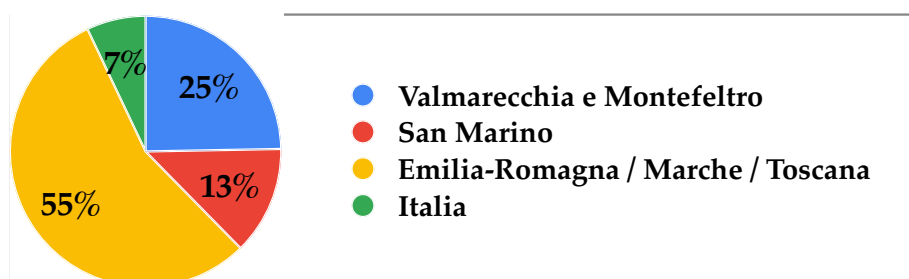 7%
25%
13%
55%
Valmarecchia e Montefeltro
San Marino
Emilia-Romagna / Marche / Toscana
Italia